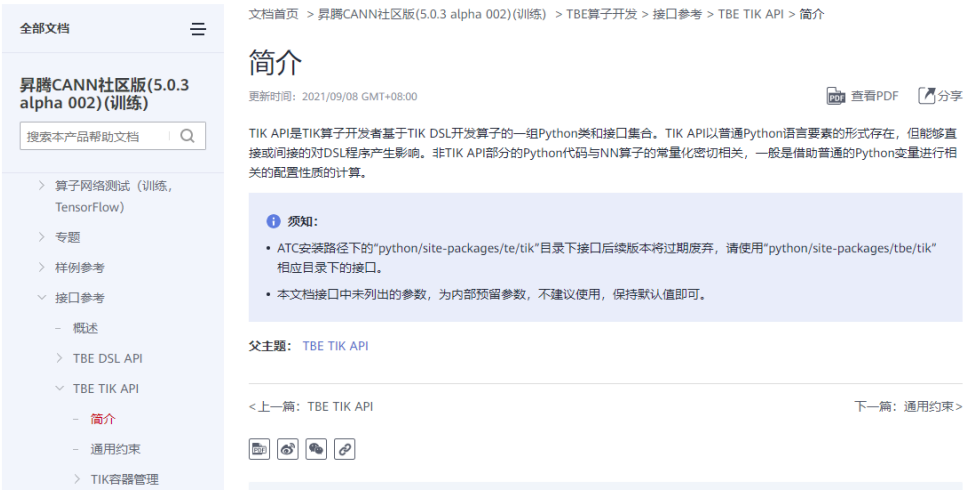 全部文档
昇腾CANN社区版(5.0.3
alpha 002)(训练)
搜索本产品帮助文档
算子网络测试（训练，
TensorFlow）
专题
样例参考
接口参考
概述
TBE DSL API
TBE TIK API
简介
通用约束
TIK容器管理
文档首页 > 昇腾CANN社区版(5.0.3 alpha 002)(训练) > TBE算子开发 > 接口参考 > TBE TIK API > 简介
简介
更新时间：2021/09/08 GMT+08:00
查看PDF 分享
TIK API是TIK算子开发者基于TIK DSL开发算子的一组Python类和接口集合。TIK API以普通Python语言要素的形式存在，但能够直
接或间接的对DSL程序产生影响。非TIK API部分的Python代码与NN算子的常量化密切相关，一般是借助普通的Python变量进行相
关的配置性质的计算。
须知：
• ATC安装路径下的“python/site-packages/te/tik”目录下接口后续版本将过期废弃，请使用“python/site-packages/tbe/tik”
相应目录下的接口。
• 本文档接口中未列出的参数，为内部预留参数，不建议使用，保持默认值即可。
父主题： TBE TIK API
<上一篇：TBE TIK API 下一篇：通用约束>